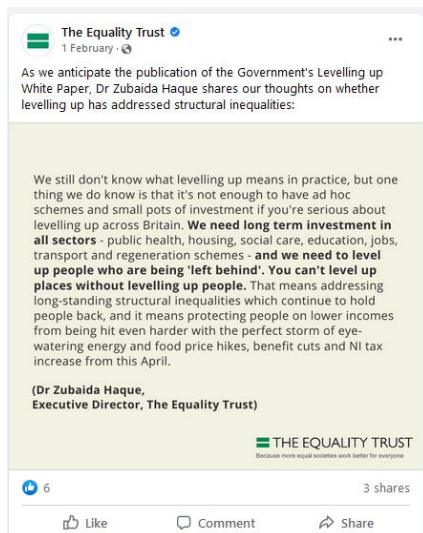 The Equality Trust
1 February ·
As we anticipate the publication of the Government's Levelling up
White Paper, Dr Zubaida Haque shares our thoughts on whether
levelling up has addressed structural inequalities:
We still don't know what levelling up means in practice, but one
thing we do know is that it's not enough to have ad hoc
schemes and small pots of investment if you're serious about
levelling up across Britain. We need long term investment in
all sectors - public health, housing, social care, education, jobs,
transport and regeneration schemes - and we need to level
up people who are being 'left behind'. You can't level up
places without levelling up people. That means addressing
long-standing structural inequalities which continue to hold
people back, and it means protecting people on lower incomes
from being hit even harder with the perfect storm of eye-
watering energy and food price hikes, benefit cuts and NI tax
increase from this April.
(Dr Zubaida Haque,
Executive Director, The Equality Trust)
THE EQUALITY TRUST
Because more equal societies work better for everyone
6
3 shares
Like
Comment
Share